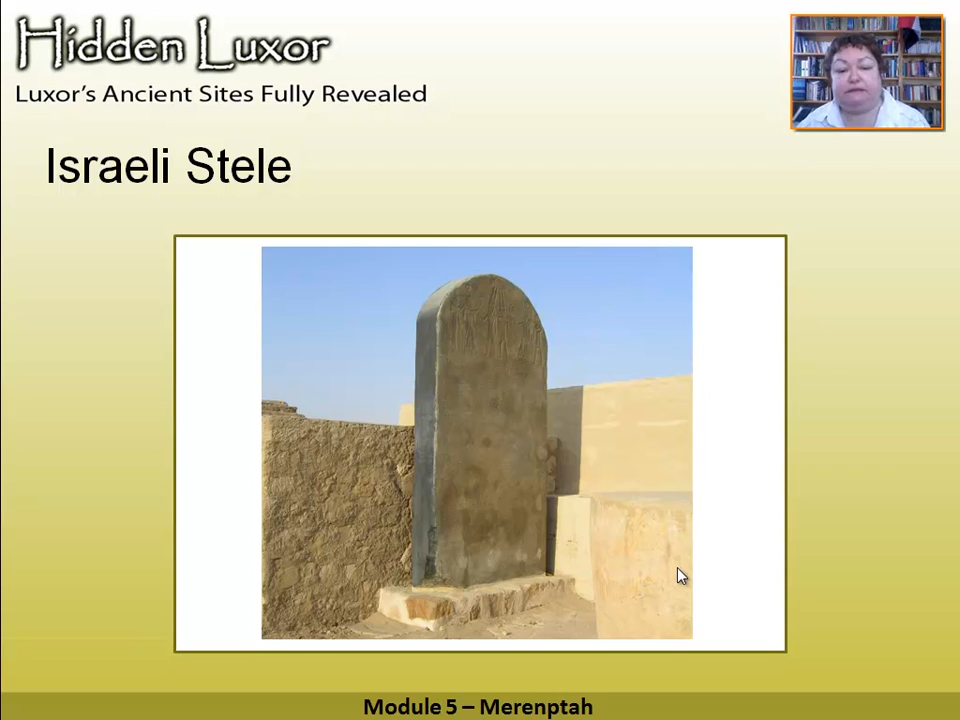 Hidden Luxor
Luxor's Ancient Sites Fully Revealed
Israeli Stele
Module 5 – Merenptah